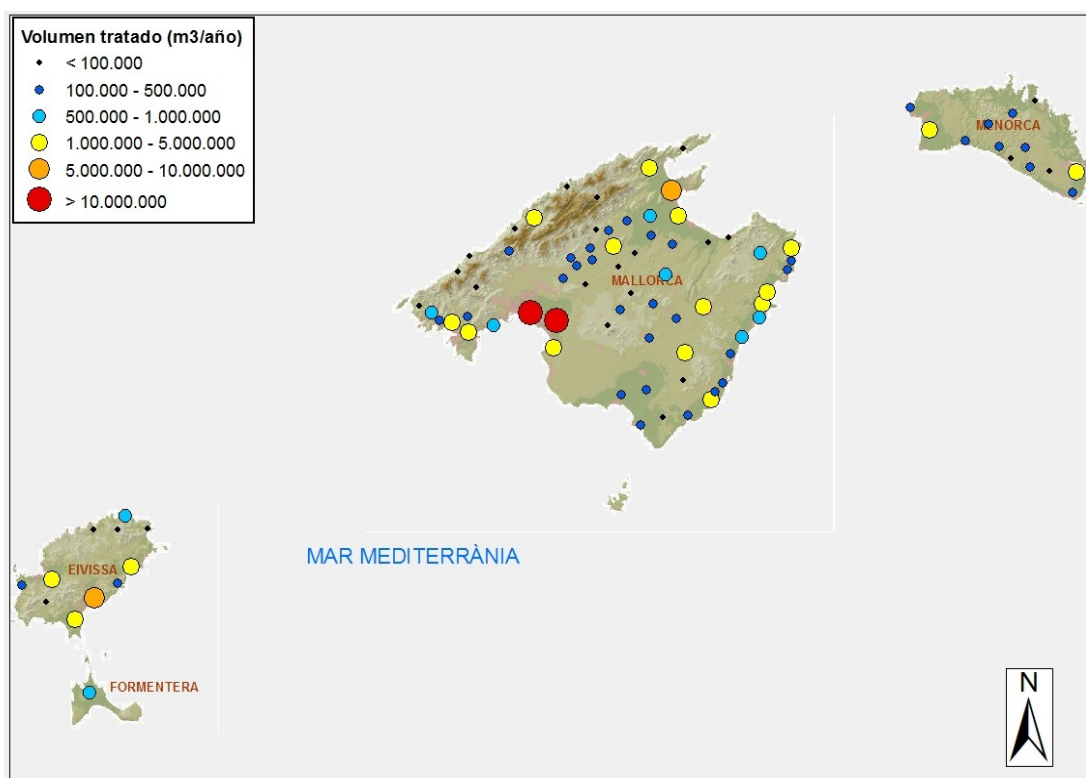 Volumen tratado (m3/año)
< 100.000
100.000 - 500.000
500.000 - 1.000.000
1.000.000 - 5.000.000
5.000.000 - 10.000.000
> 10.000.000
MENORCA
MALLORCA
MAR MEDITERRÀNIA
EIVISSA
FORMENTERA
N